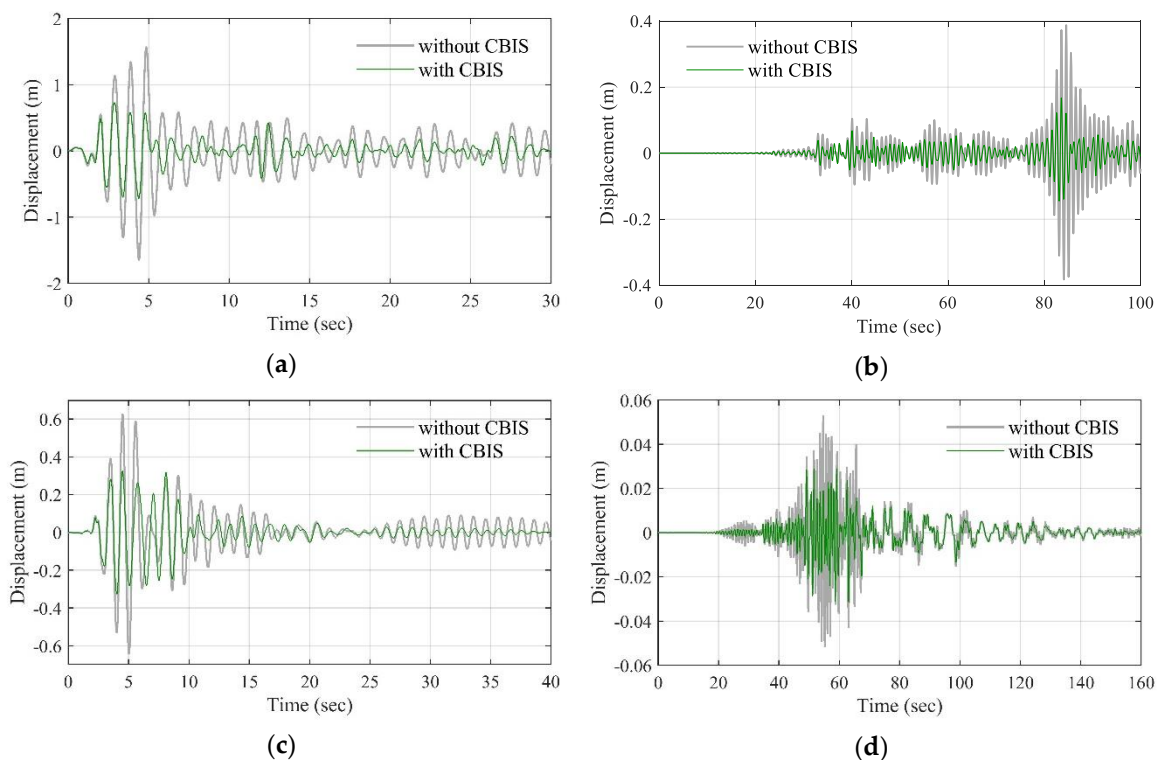 2
1
0
-1
-2
Displacement (m)
without CBIS
with CBIS
0 5 10 15 20 25 30
Time (sec)
(a)
0.4
0.2
0
-0.2
-0.4
Displacement (m)
without CBIS
with CBIS
0 20 40 60 80 100
Time (sec)
(b)
0.6
0.4
0.2
0
-0.2
-0.4
-0.6
Displacement (m)
without CBIS
with CBIS
0 5 10 15 20 25 30 35 40
Time (sec)
(c)
0.06
0.04
0.02
0
-0.02
-0.04
-0.06
Displacement (m)
without CBIS
with CBIS
0 20 40 60 80 100 120 140 160
Time (sec)
(d)